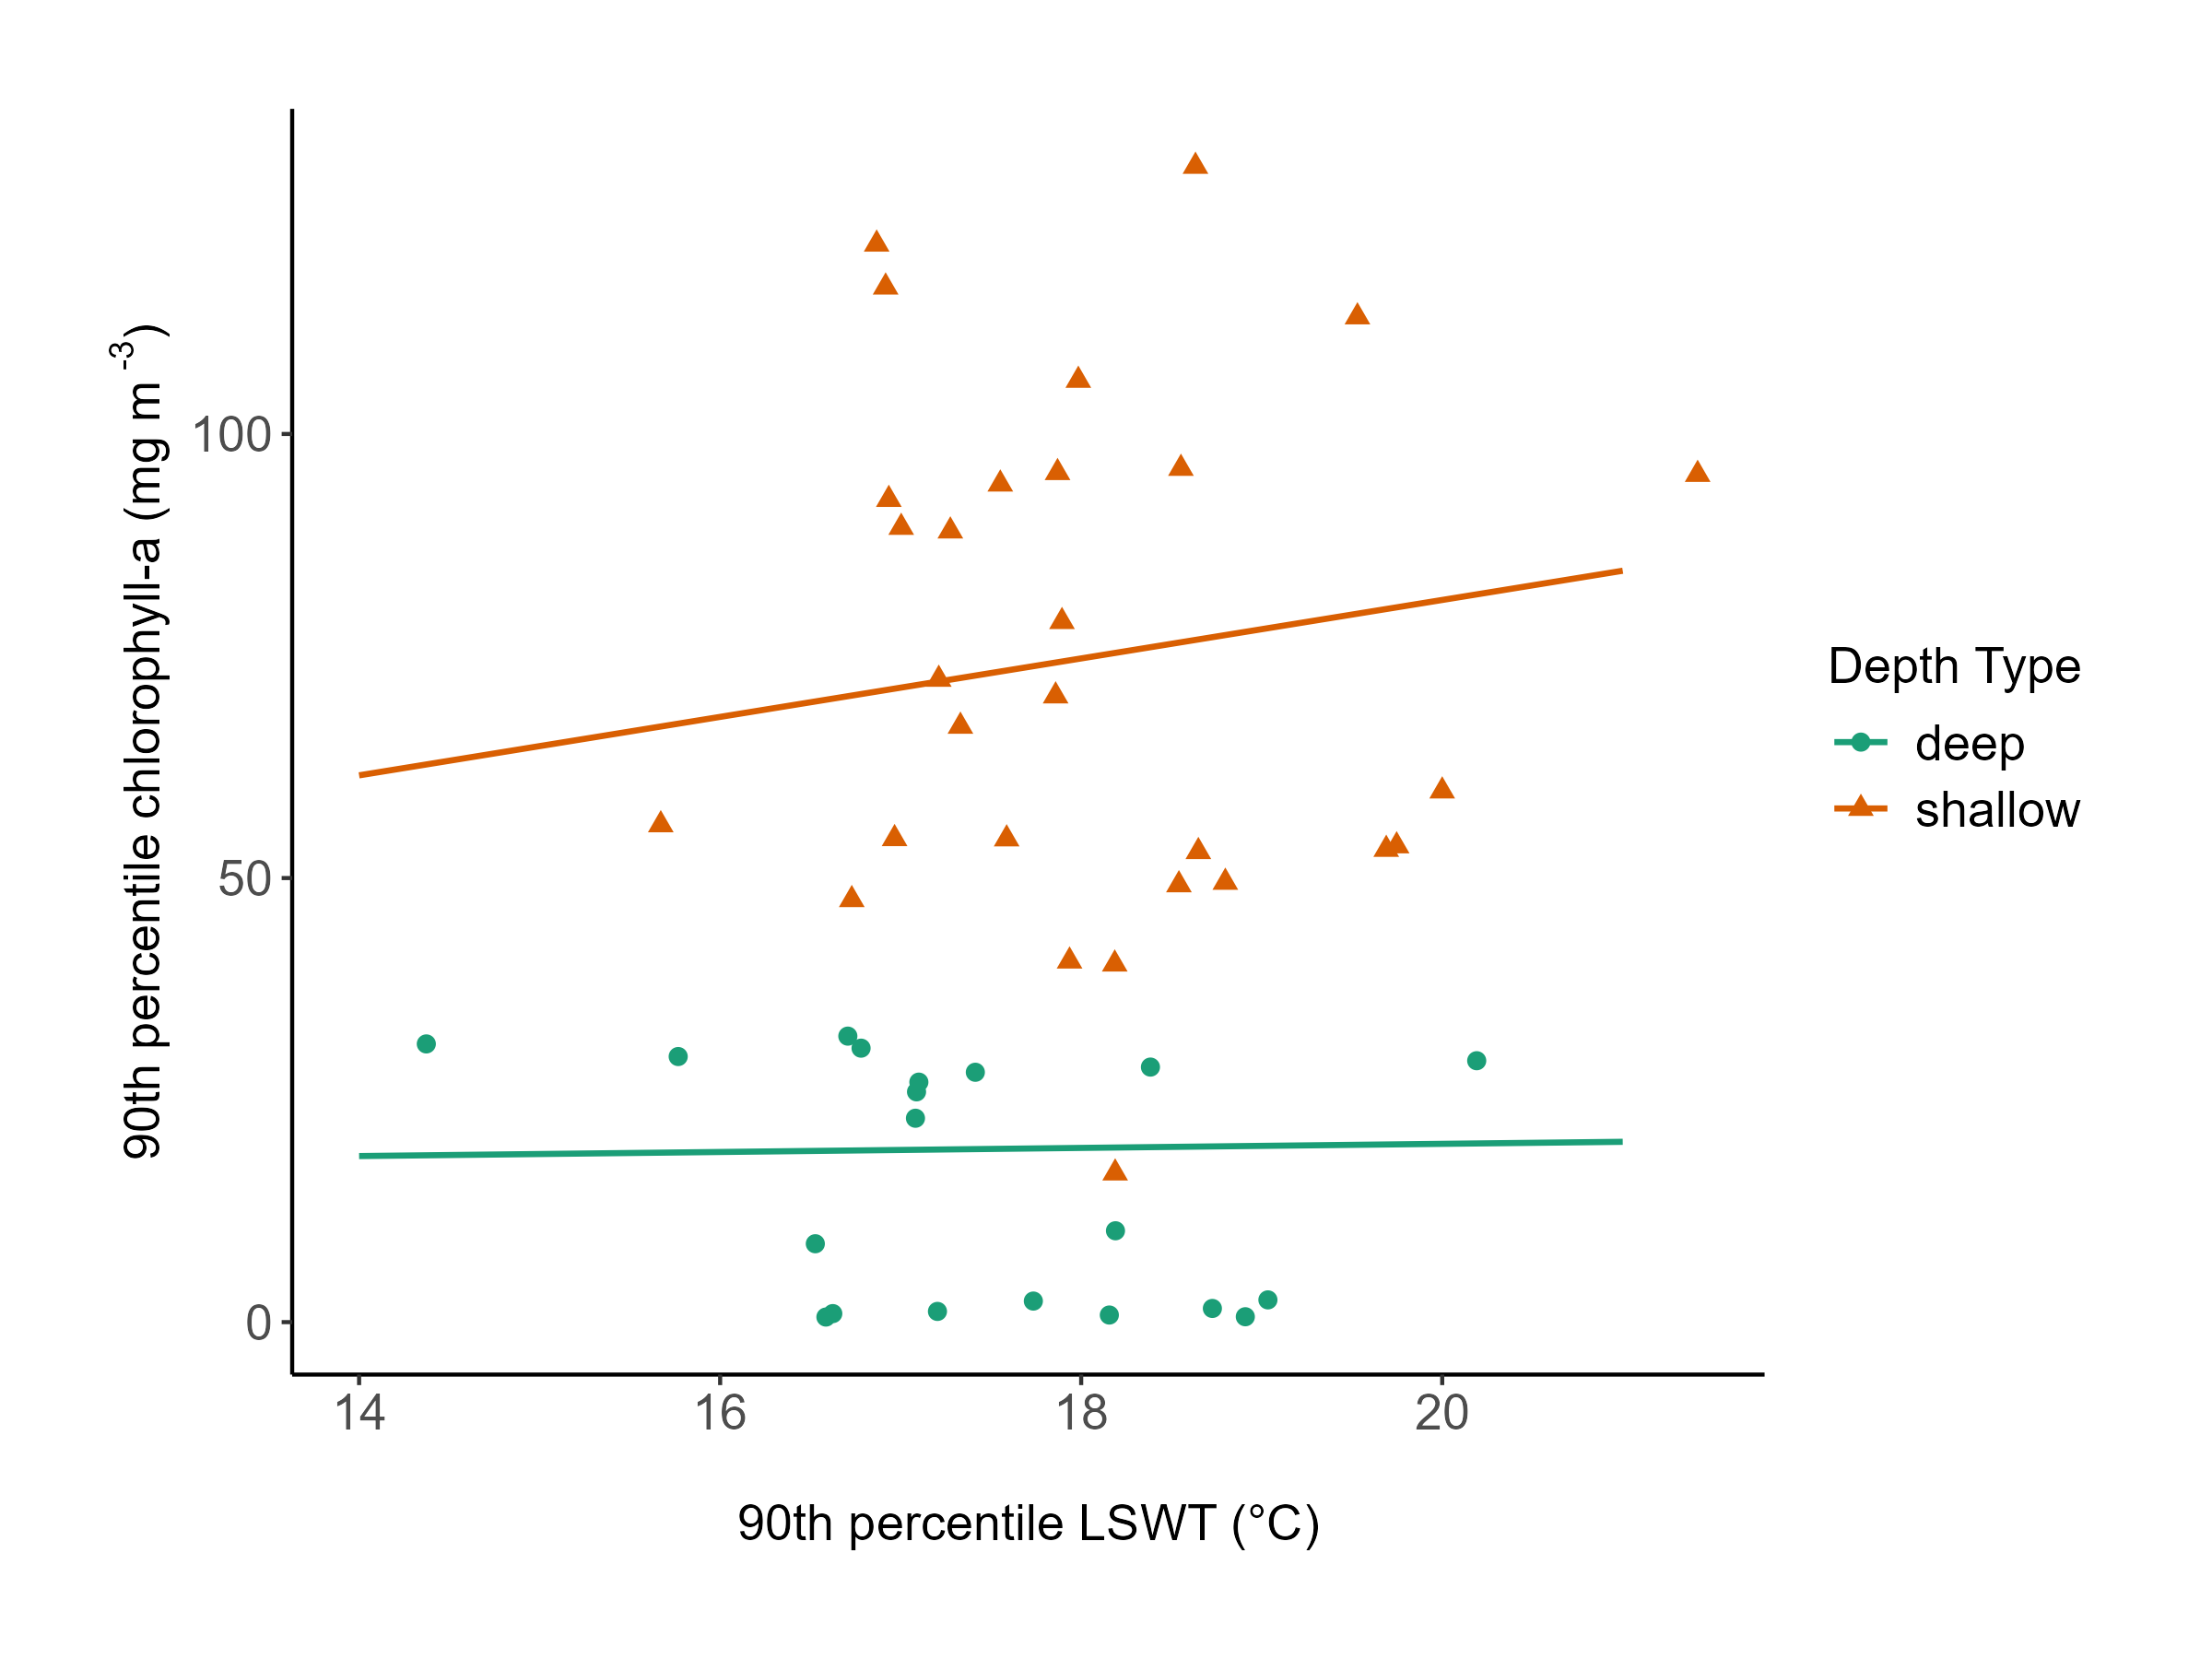 90th percentile chlorophyll-a (mg m -3)
100
50
0
14 16 18 20
90th percentile LSWT (°C)
Depth Type
deep
shallow